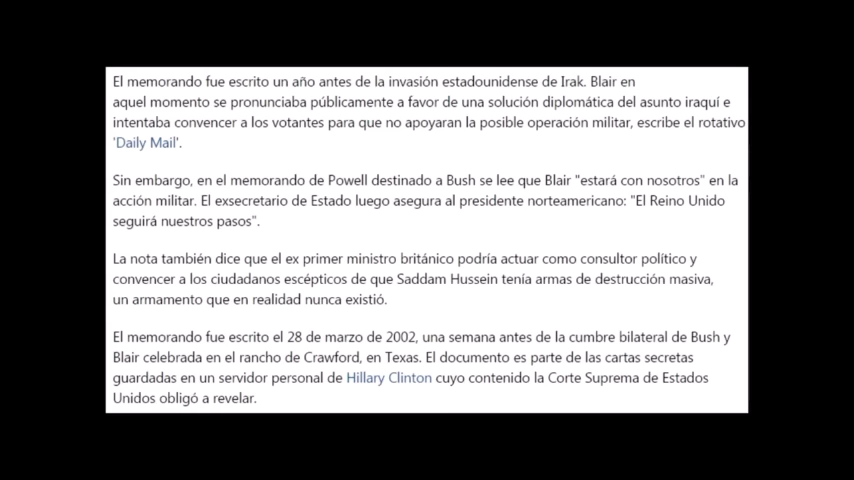 El memorando fue escrito un año antes de la invasión estadounidense de Irak. Blair en
aquel momento se pronunciaba públicamente a favor de una solución diplomática del asunto iraquí e
intentaba convencer a los votantes para que no apoyaran la posible operación militar, escribe el rotativo
'Daily Mail'.
Sin embargo, en el memorando de Powell destinado a Bush se lee que Blair "estará con nosotros" en la
acción militar. El exsecretario de Estado luego asegura al presidente norteamericano: "El Reino Unido
seguirá nuestros pasos".
La nota también dice que el ex primer ministro británico podría actuar como consultor político y
convencer a los ciudadanos escépticos de que Saddam Hussein tenía armas de destrucción masiva,
un armamento que en realidad nunca existió.
El memorando fue escrito el 28 de marzo de 2002, una semana antes de la cumbre bilateral de Bush y
Blair celebrada en el rancho de Crawford, en Texas. El documento es parte de las cartas secretas
guardadas en un servidor personal de Hillary Clinton cuyo contenido la Corte Suprema de Estados
Unidos obligó a revelar.